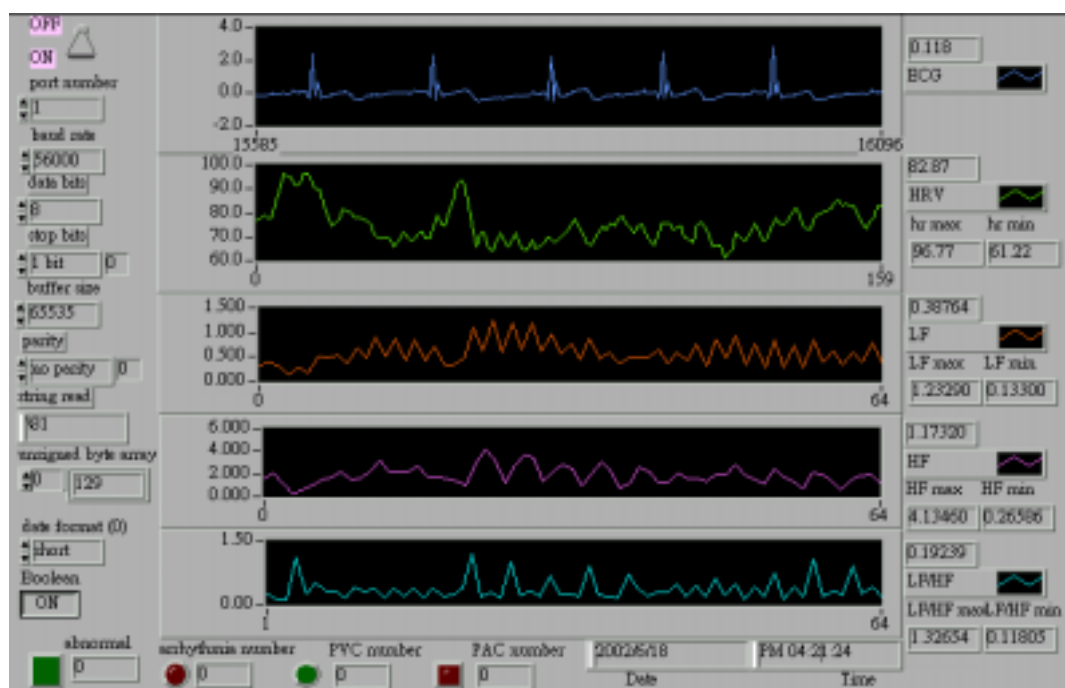 OFF
ON
port number
1
baud rate
56000
data bits
8
stop bits
1 bit 0
buffer size
65535
parity
no parity 0
string read
%81
unsigned byte array
0 129
date format (0)
short
Boolean
ON
abnormal
0
4.0
2.0
0.0
-2.0
15585 16096
100.0
90.0
80.0
70.0
60.0
0 159
1.500
1.000
0.500
0.000
0 64
6.000
4.000
2.000
0.000
0 64
1.50
0.00
1 64
0.118
ECG
82.87
HRV
hr max hr min
96.77 61.22
0.38764
LF
LF max LF min
1.23290 0.13300
1.17320
HF
HF max HF min
4.13460 0.26586
0.19239
LF/HF
LF/HF max LF/HF min
1.32654 0.11805
arrhythmia number PVC number PAC number
0 0 0
2002/6/18 PM 04:21:24
Date Time